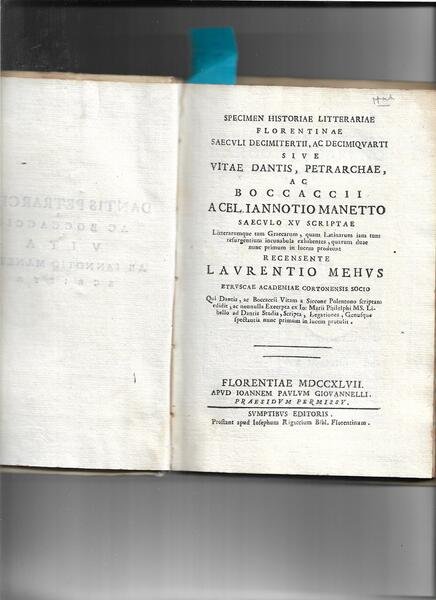 SPECIMEN HISTORIAE LITTERARIAE
FLORENTINAE
SAECVLI DECIMITERTII, AC DECIMIQVARTI
SIVE
VITAE DANTIS, PETRARCHAE,
AC
BOCCACCII
A CEL. IANNOTIO MANETTO
SAECVLO XV SCRIPTAE
Litterarumque tam Graecarum, quam Latinarum iam tum
resurgentium incunabula exhibentes, quarum duae
nunc primum in lucem prodeunt
RECENSENTE
LAVRENTIO MEHVS
ETRVSCAE ACADEMIAE CORTONENSIS SOCIO
Qui Dantis, ac Boccaccii Vitam a Siccone Polentono scriptam
edidit, ac nonnulla Excerpta ex Io: Marii Philelphi MS. Li-
bello ad Dantis Studia, Scripta, Legationes, Genusque
spectantia nunc primum in lucem protulit.
FLORENTIAE MDCCXLVII.
APVD IOANNEM PAVLVM GIOVANNELLI.
PRAESIDVM PERMISSV.
SVMPTIBVS EDITORIS.
Prostant apud Iosephum Rigaccium Bibl. Florentinum.